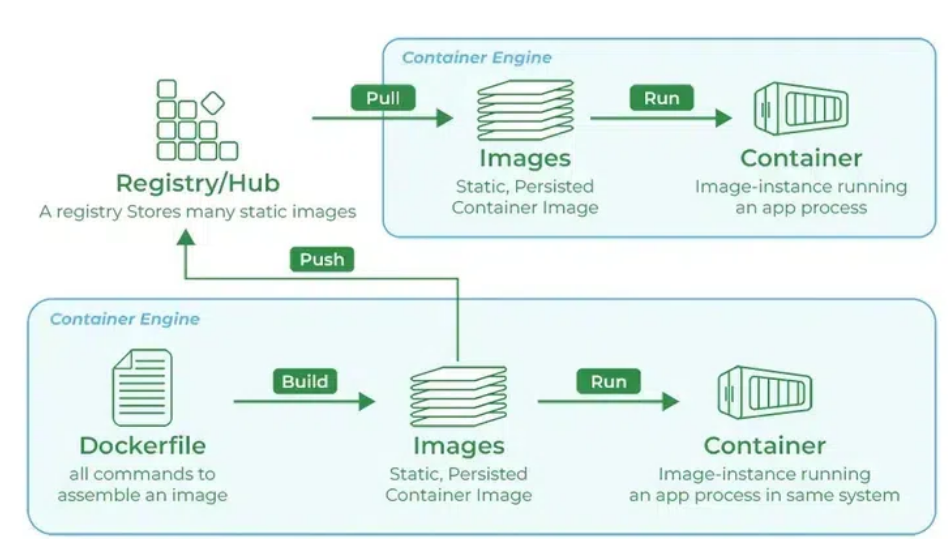 Container Engine
Pull
Run
Images
Static, Persisted
Container Image
Container
Image-instance running
an app process
Registry/Hub
A registry Stores many static images
Push
Container Engine
Build
Run
Dockerfile
all commands to
assemble an image
Images
Static, Persisted
Container Image
Container
Image-instance running
an app process in same system